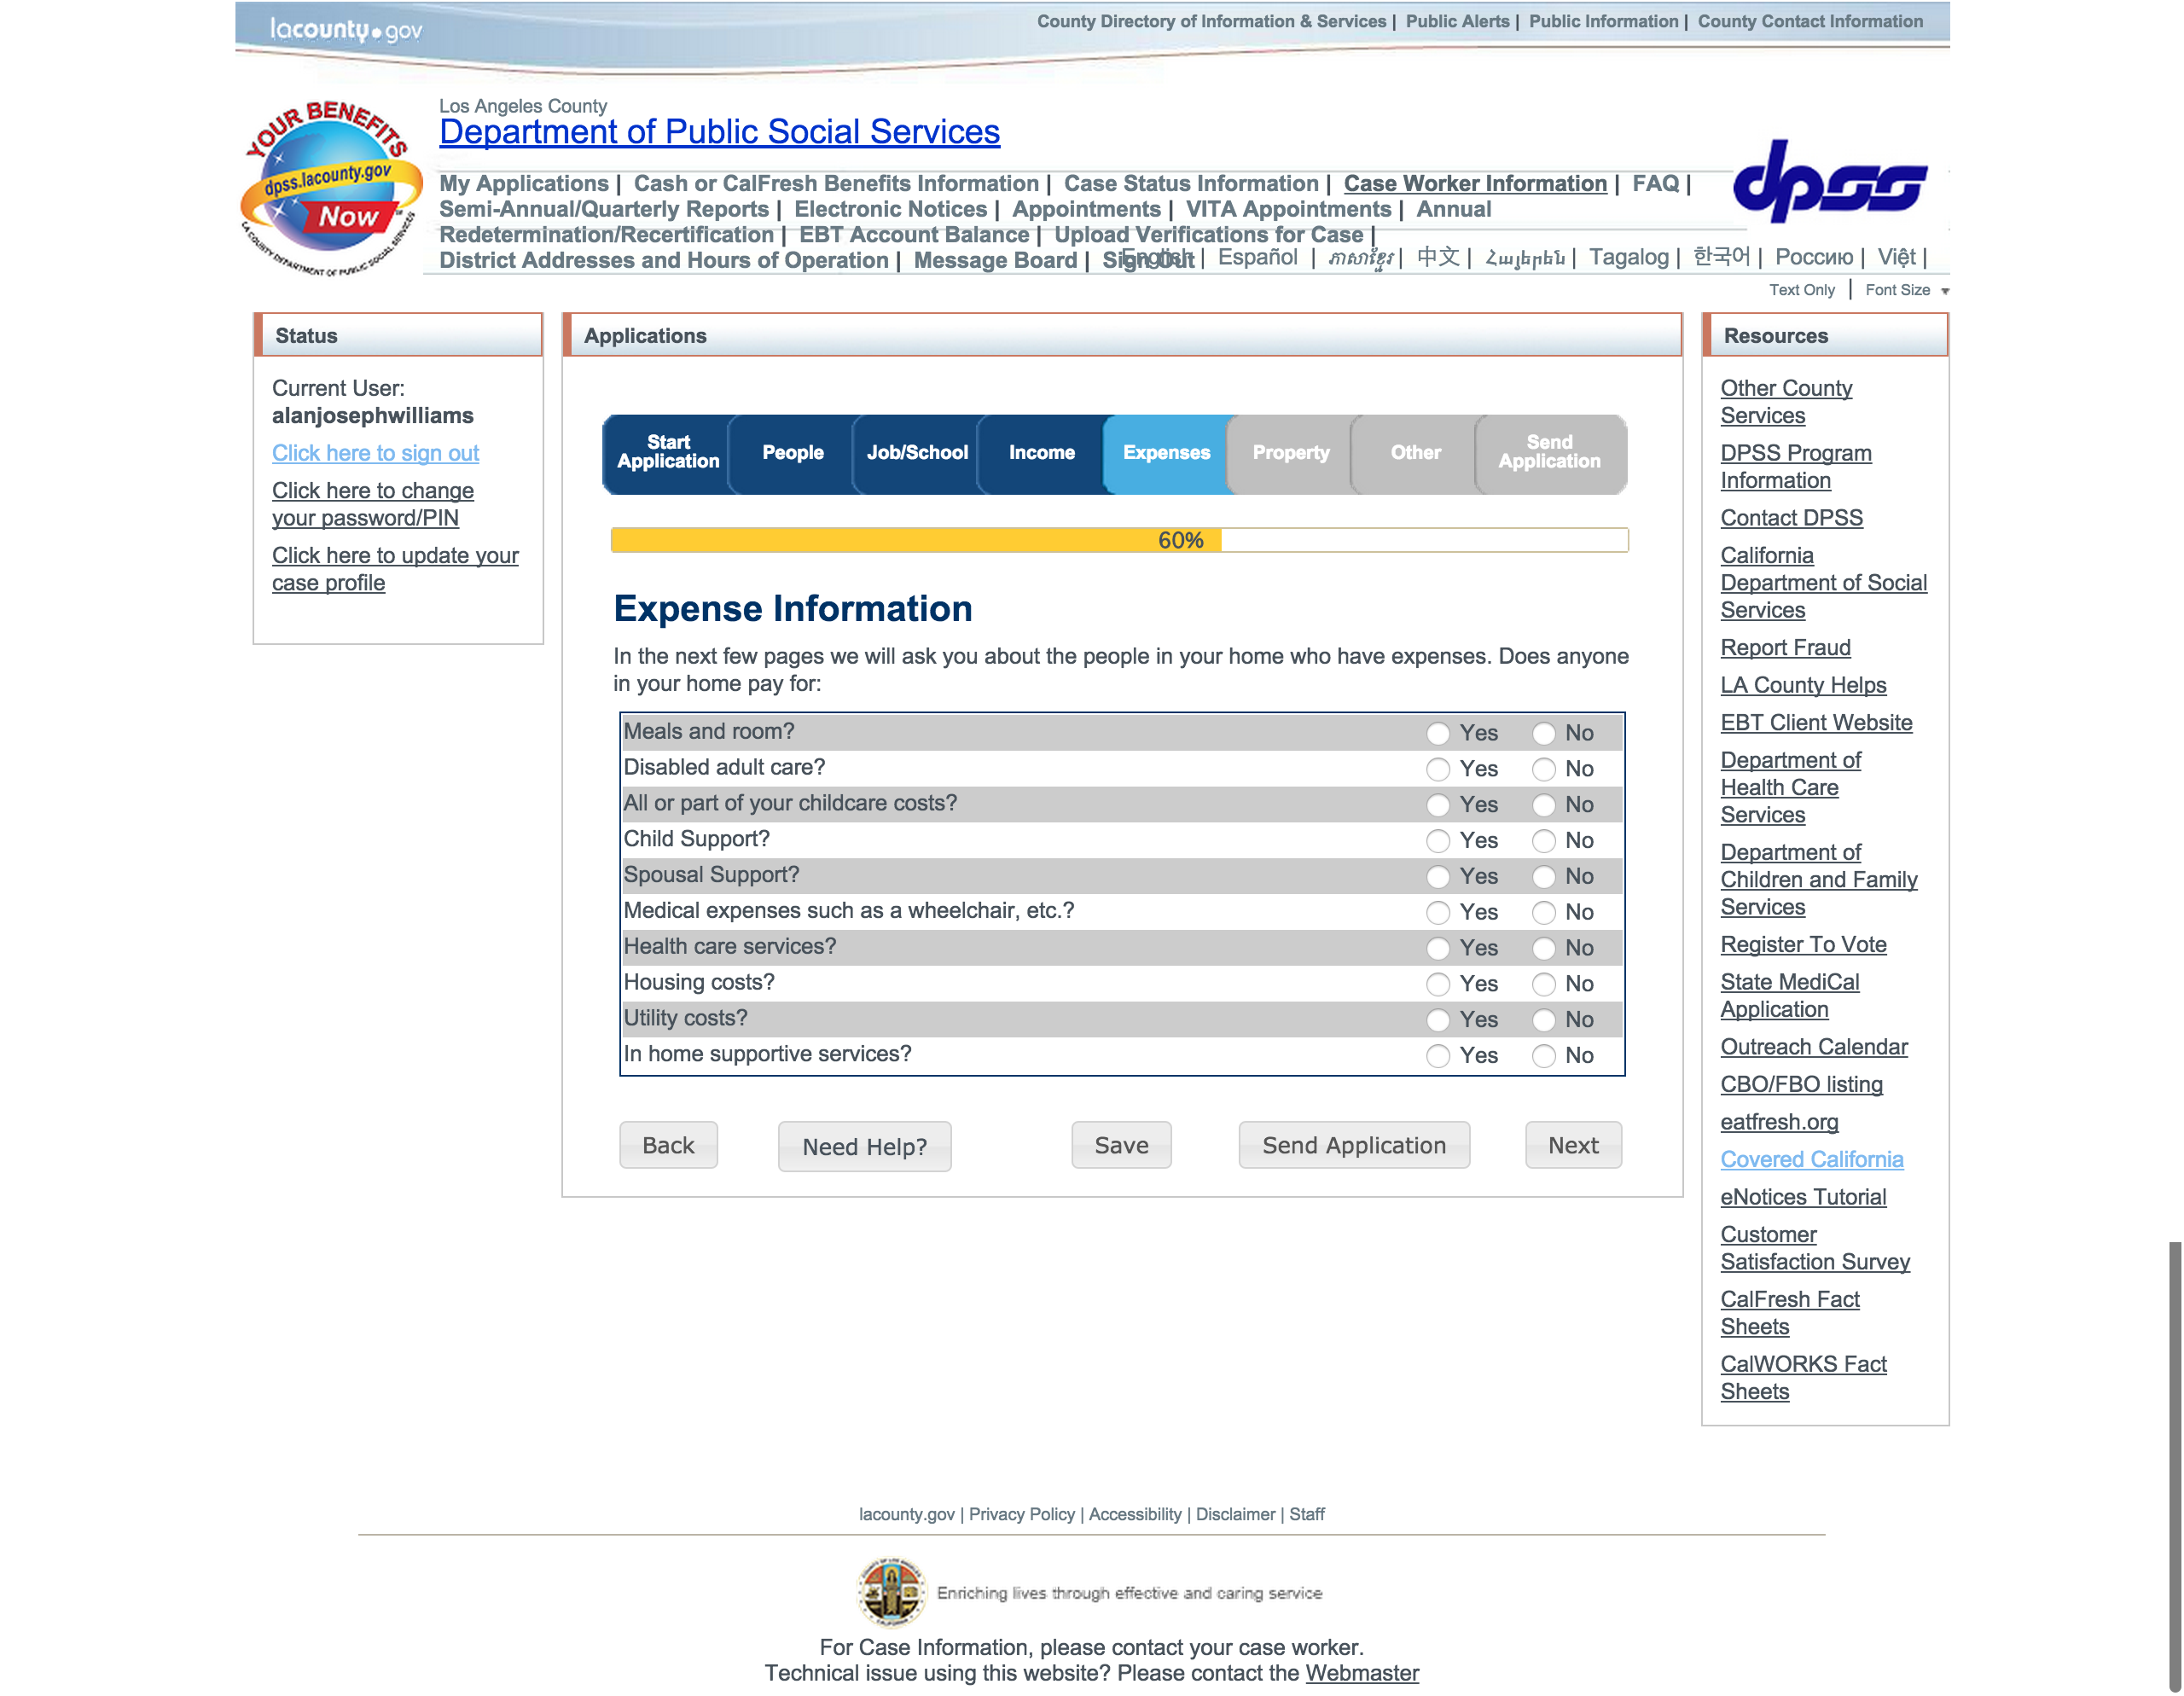 lacounty.gov
County Directory of Information & Services | Public Alerts | Public Information | County Contact Information
YOUR BENEFITS
dpss.lacounty.gov
Now
LA COUNTY DEPARTMENT OF PUBLIC SOCIAL SERVICES
Los Angeles County
Department of Public Social Services
dpss
My Applications | Cash or CalFresh Benefits Information | Case Status Information | Case Worker Information | FAQ |
Semi-Annual/Quarterly Reports | Electronic Notices | Appointments | VITA Appointments | Annual
Redetermination/Recertification | EBT Account Balance | Upload Verifications for Case |
District Addresses and Hours of Operation | Message Board | Sign Out
English | Español | ភាសាខ្មែរ | 中文 | Հայերեն | Tagalog | 한국어 | Россию | Việt |
Text Only | Font Size
Status
Current User:
alanjosephwilliams
Click here to sign out
Click here to change
your password/PIN
Click here to update your
case profile
Applications
Start
Application
People
Job/School
Income
Expenses
Property
Other
Send
Application
60%
Expense Information
In the next few pages we will ask you about the people in your home who have expenses. Does anyone
in your home pay for:
Meals and room? Yes No
Disabled adult care? Yes No
All or part of your childcare costs? Yes No
Child Support? Yes No
Spousal Support? Yes No
Medical expenses such as a wheelchair, etc.? Yes No
Health care services? Yes No
Housing costs? Yes No
Utility costs? Yes No
In home supportive services? Yes No
Back Need Help? Save Send Application Next
Resources
Other County
Services
DPSS Program
Information
Contact DPSS
California
Department of Social
Services
Report Fraud
LA County Helps
EBT Client Website
Department of
Health Care
Services
Department of
Children and Family
Services
Register To Vote
State MediCal
Application
Outreach Calendar
CBO/FBO listing
eatfresh.org
Covered California
eNotices Tutorial
Customer
Satisfaction Survey
CalFresh Fact
Sheets
CalWORKS Fact
Sheets
lacounty.gov | Privacy Policy | Accessibility | Disclaimer | Staff
Enriching lives through effective and caring service
For Case Information, please contact your case worker.
Technical issue using this website? Please contact the Webmaster